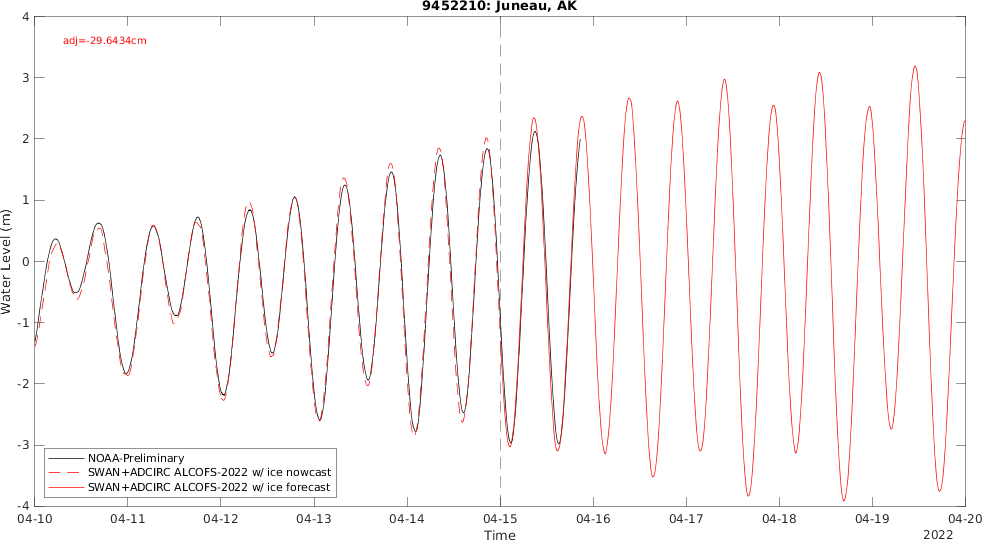 9452210: Juneau, AK
adj=-29.6434cm
4
3
2
1
0
-1
-2
-3
-4
Water Level (m)
NOAA-Preliminary
SWAN+ADCIRC ALCOFS-2022 w/ ice nowcast
SWAN+ADCIRC ALCOFS-2022 w/ ice forecast
04-10 04-11 04-12 04-13 04-14 04-15 04-16 04-17 04-18 04-19 04-20
Time
2022